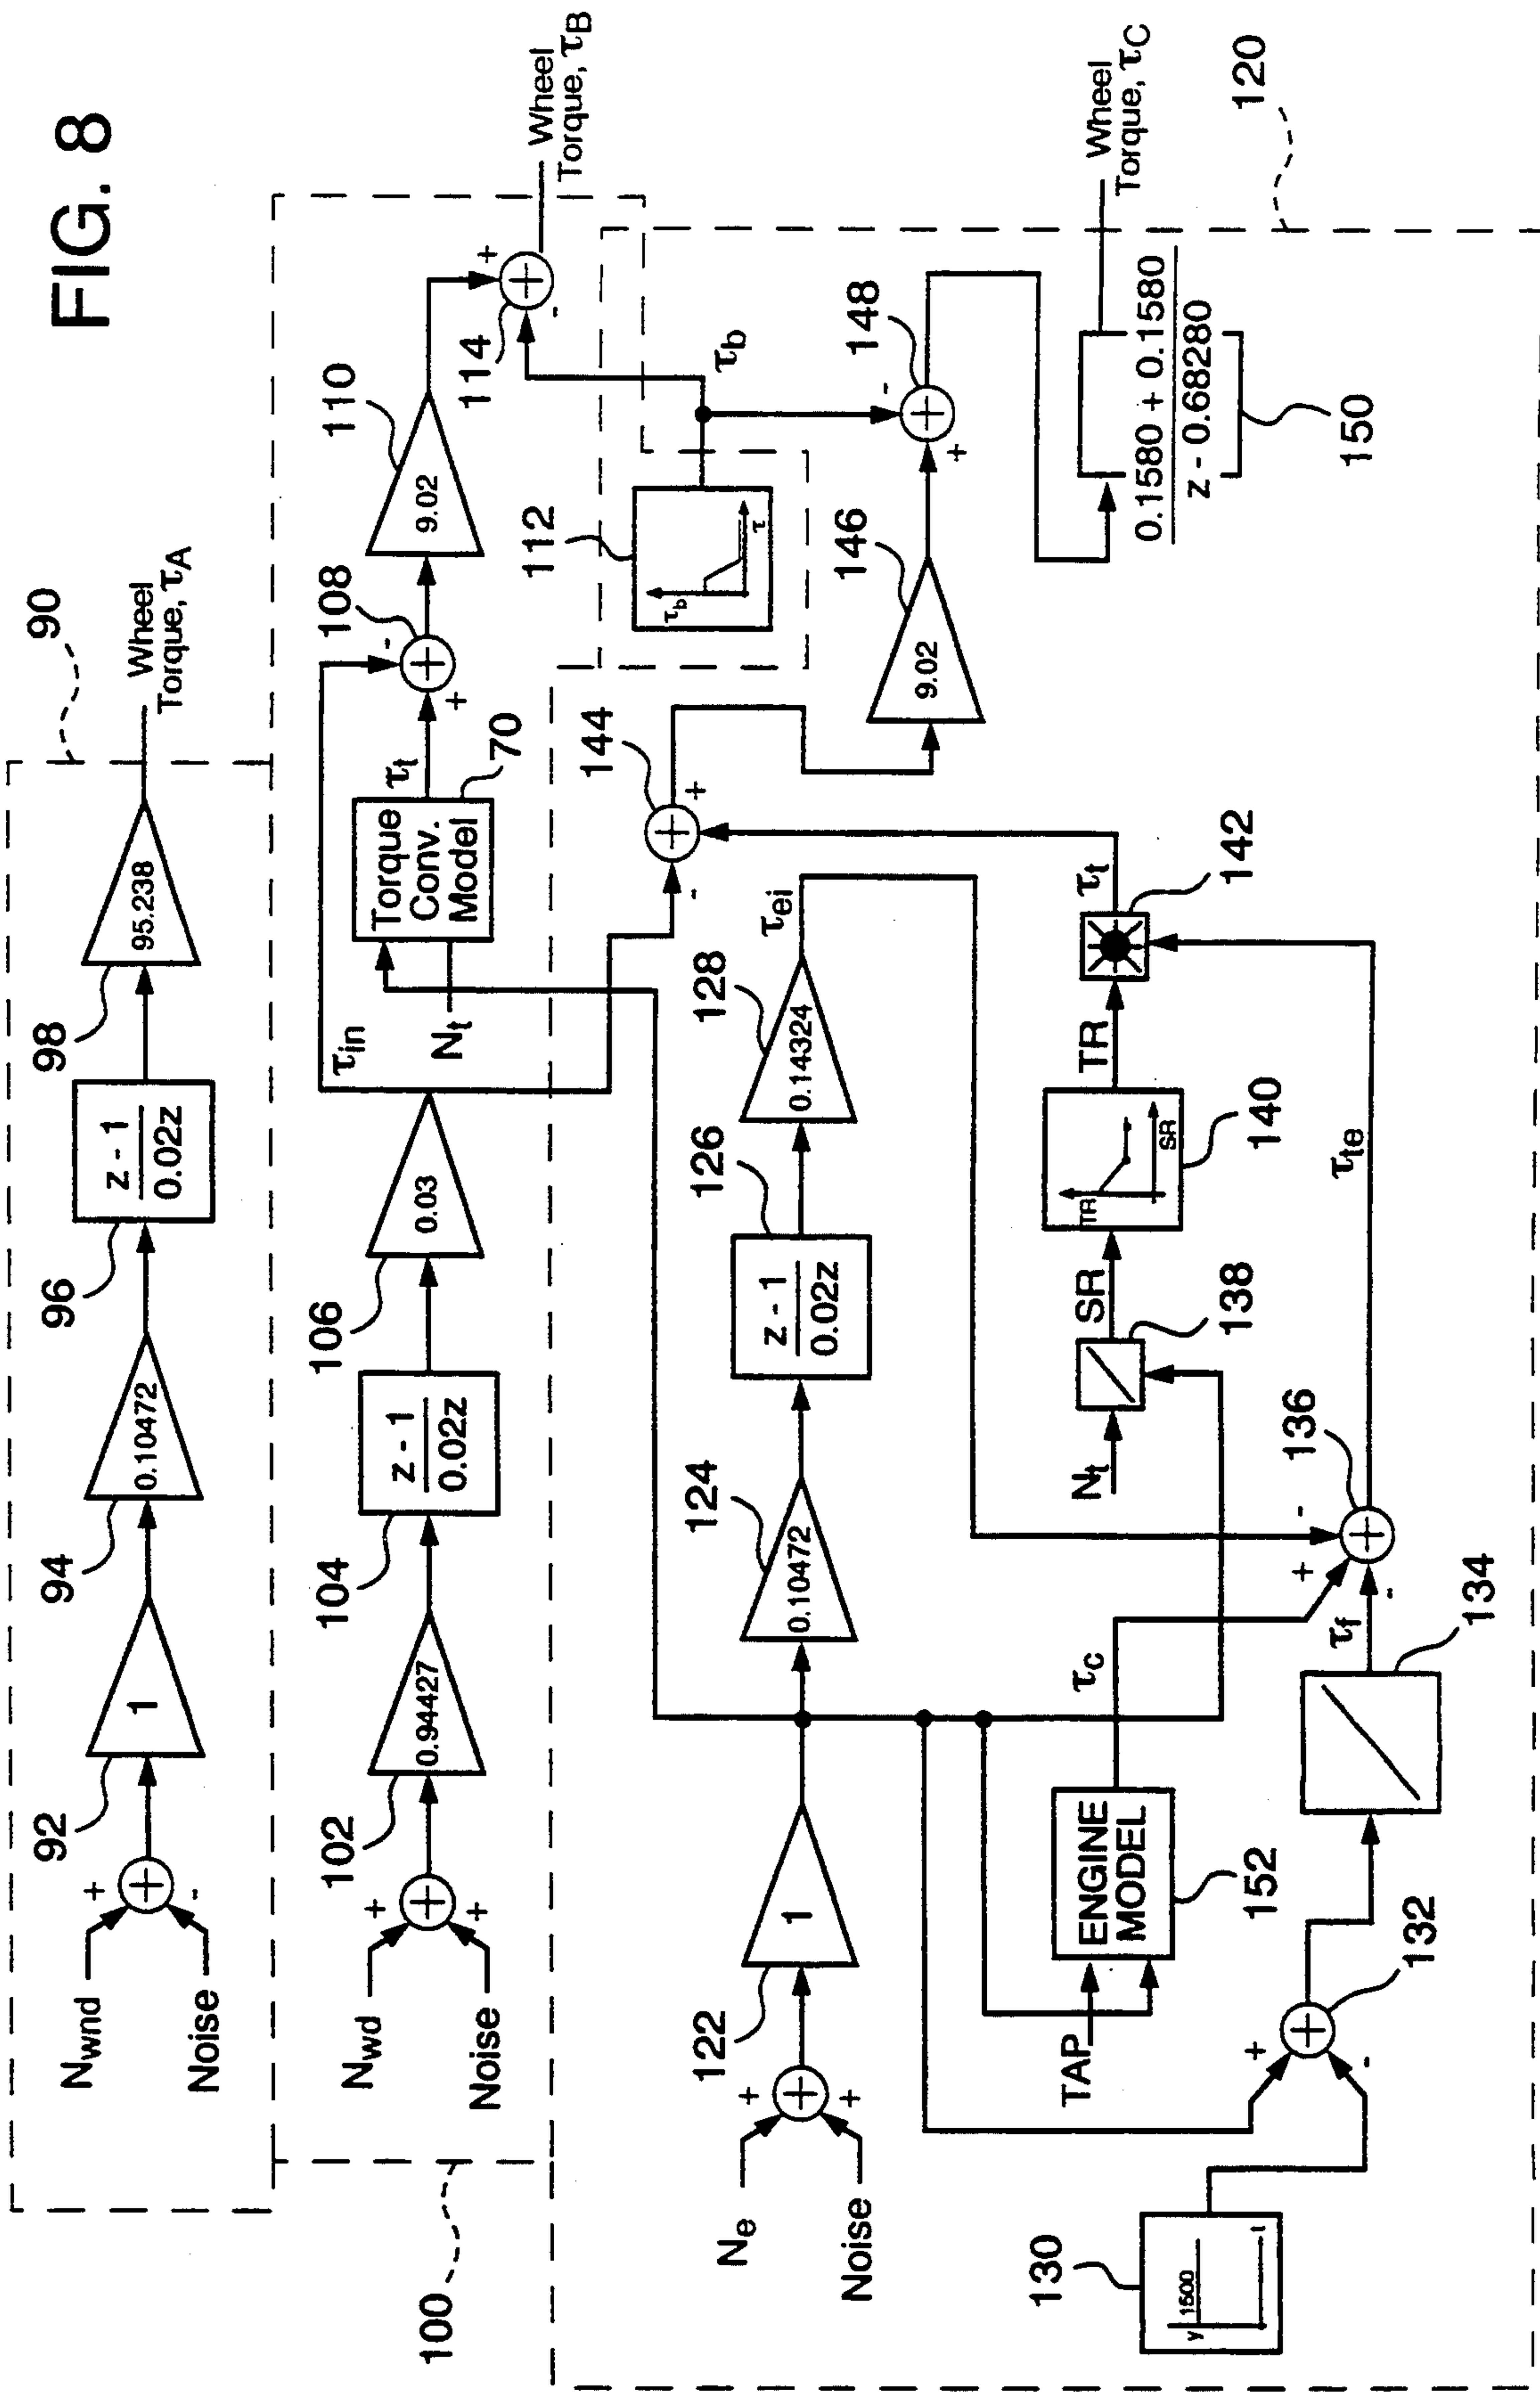 FIG. 8
90
Nwnd
+
-
Noise
92
1
94
0.10472
96
z - 1
0.02z
98
95.238
Wheel
Torque, τA
100
Nwd
+
+
Noise
102
0.94427
104
z - 1
0.02z
106
0.03
τin
Nt
Torque
Conv.
Model
70
τt
108
-
+
110
9.02
114
+
-
Wheel
Torque, τB
112
τb
τ
τb
120
Ne
+
+
Noise
122
1
124
0.10472
126
z - 1
0.02z
128
0.14324
τei
144
-
+
146
9.02
148
-
+
130
y
1500
t
132
+
-
TAP
ENGINE
MODEL
152
τc
134
τf
136
+
-
-
τte
Nt
138
SR
140
TR
SR
TR
142
τt
0.1580 + 0.1580
z - 0.68280
150
Wheel
Torque, τC